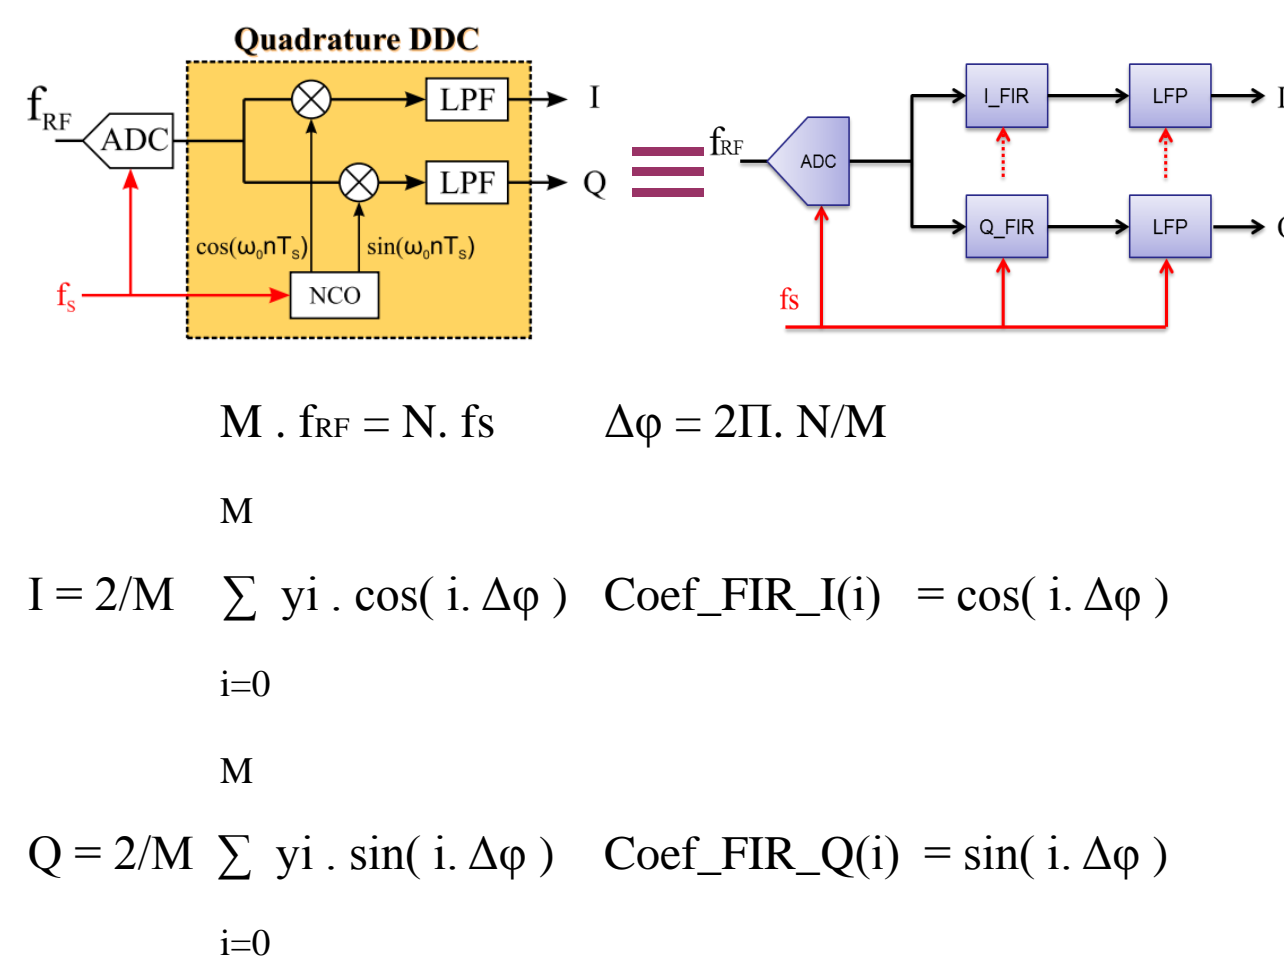 Quadrature DDC
fRF
ADC
LPF
I
LPF
Q
cos(ω₀nTₛ)
sin(ω₀nTₛ)
fs
NCO
fRF
ADC
I_FIR
LFP
I
Q_FIR
LFP
Q
fs
M . fRF = N. fs Δφ = 2Π. N/M
M
I = 2/M ∑ yi . cos( i. Δφ ) Coef_FIR_I(i) = cos( i. Δφ )
i=0
M
Q = 2/M ∑ yi . sin( i. Δφ ) Coef_FIR_Q(i) = sin( i. Δφ )
i=0